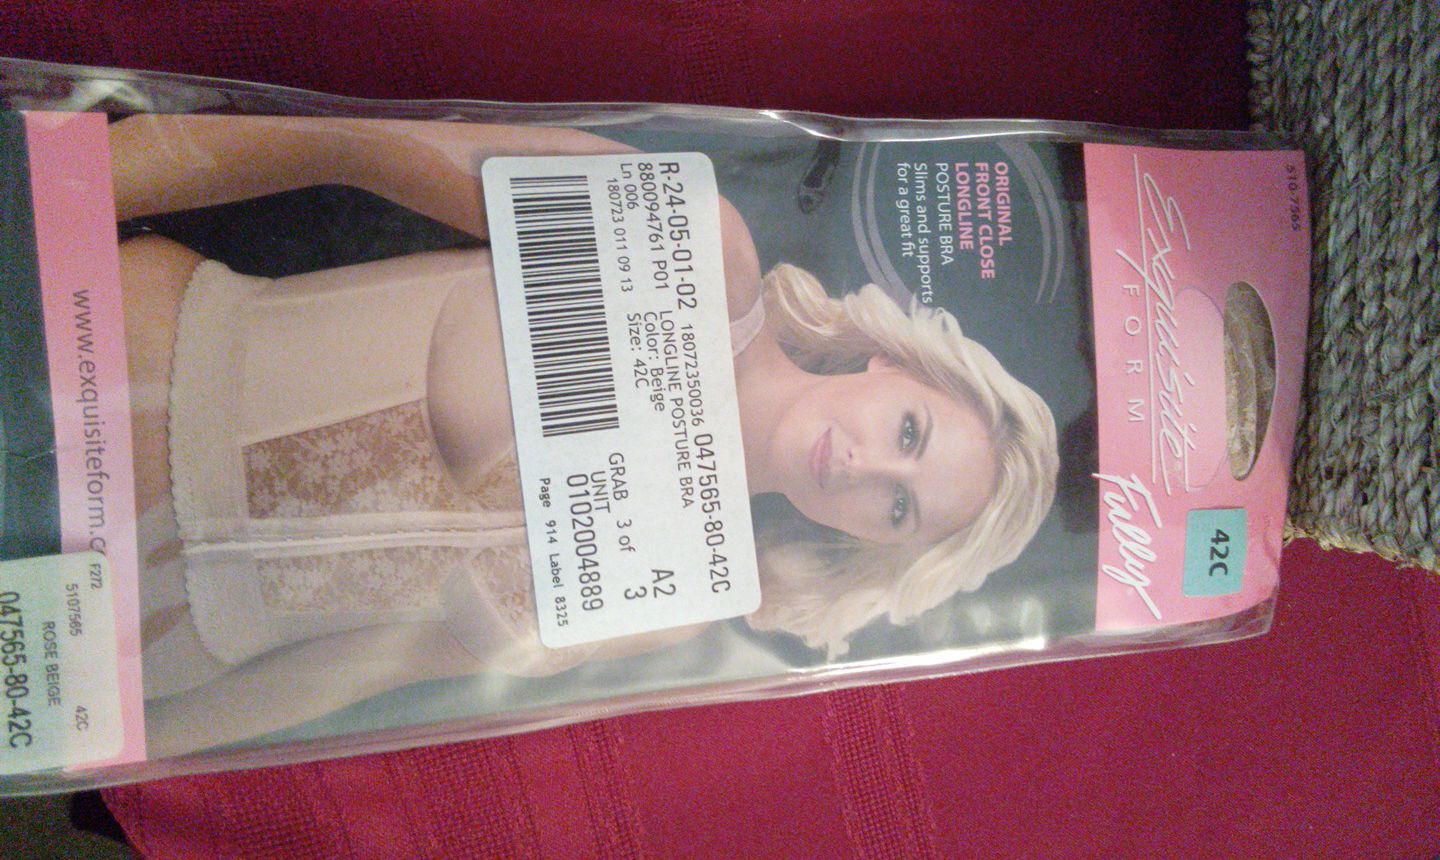 510-7565
Exquisite
FORM
Fully®
42C
ORIGINAL
FRONT CLOSE
LONGLINE
POSTURE BRA
Slims and supports
for a great fit
R-24-05-01-02 18072350036 047565-80-42C
880094761 P01 LONGLINE POSTURE BRA
Ln 006 Color: Beige
180723 011 09 13 Size: 42C
A2
GRAB 3 of 3
UNIT
0102004889
Page 914 Label 8325
www.exquisiteform.c
F272
5107565 42C
ROSE BEIGE
047565-80-42C